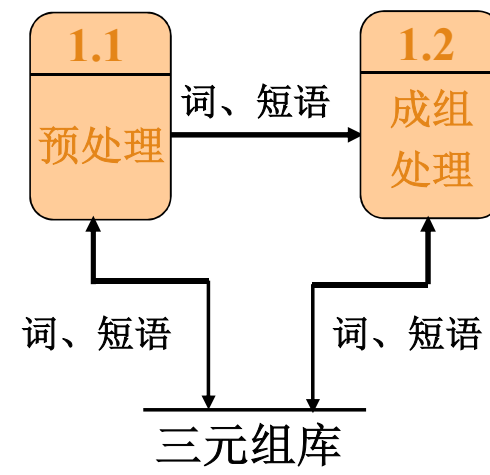 1.1
预处理
词、短语
1.2
成组
处理
词、短语
词、短语
三元组库